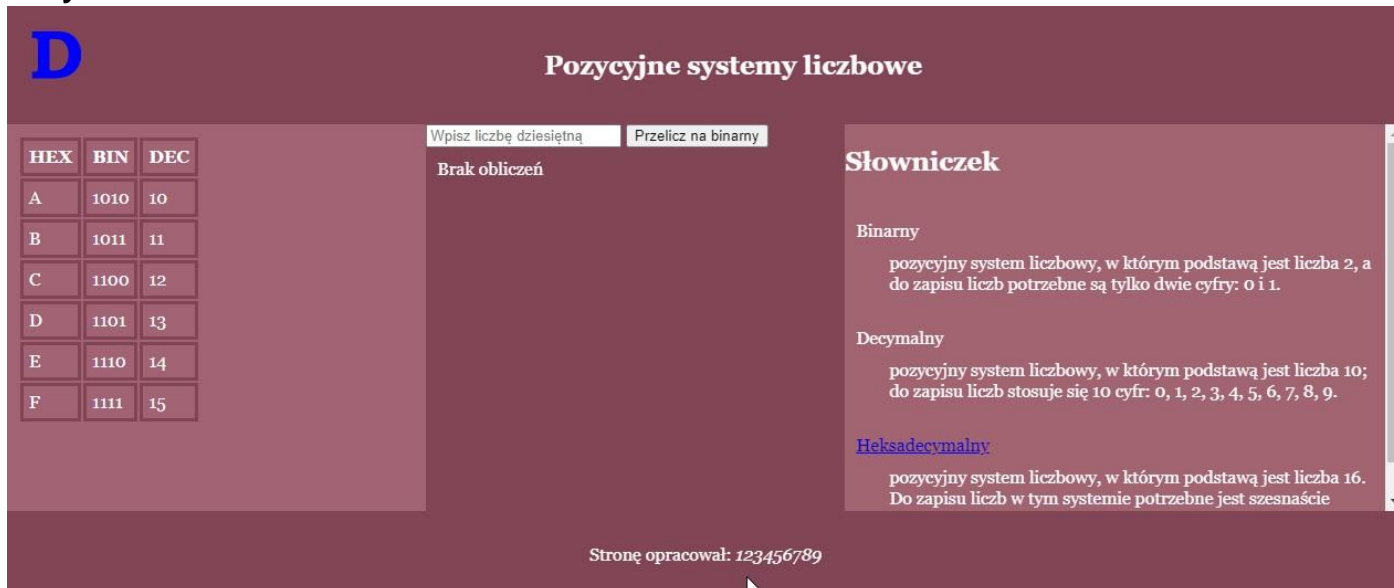 D
Pozycyjne systemy liczbowe
HEX BIN DEC
A 1010 10
B 1011 11
C 1100 12
D 1101 13
E 1110 14
F 1111 15
Wpisz liczbę dziesiętną Przelicz na binarny
Brak obliczeń
Słowniczek
Binarny
pozycyjny system liczbowy, w którym podstawą jest liczba 2, a
do zapisu liczb potrzebne są tylko dwie cyfry: 0 i 1.
Decymalny
pozycyjny system liczbowy, w którym podstawą jest liczba 10;
do zapisu liczb stosuje się 10 cyfr: 0, 1, 2, 3, 4, 5, 6, 7, 8, 9.
Heksadecymalny
pozycyjny system liczbowy, w którym podstawą jest liczba 16.
Do zapisu liczb w tym systemie potrzebne jest szesnaście
Stronę opracował: 123456789